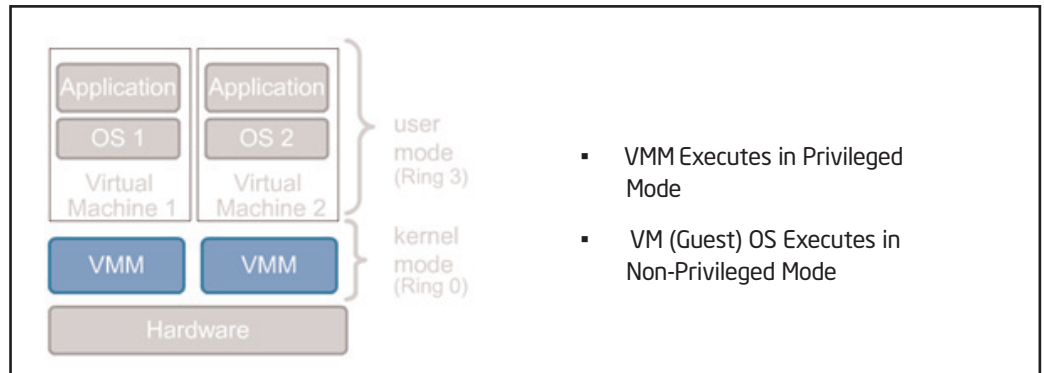 Application
Application
OS 1
OS 2
Virtual
Machine 1
Virtual
Machine 2
user
mode
(Ring 3)
VMM
VMM
kernel
mode
(Ring 0)
Hardware
▪ VMM Executes in Privileged
Mode
▪ VM (Guest) OS Executes in
Non-Privileged Mode